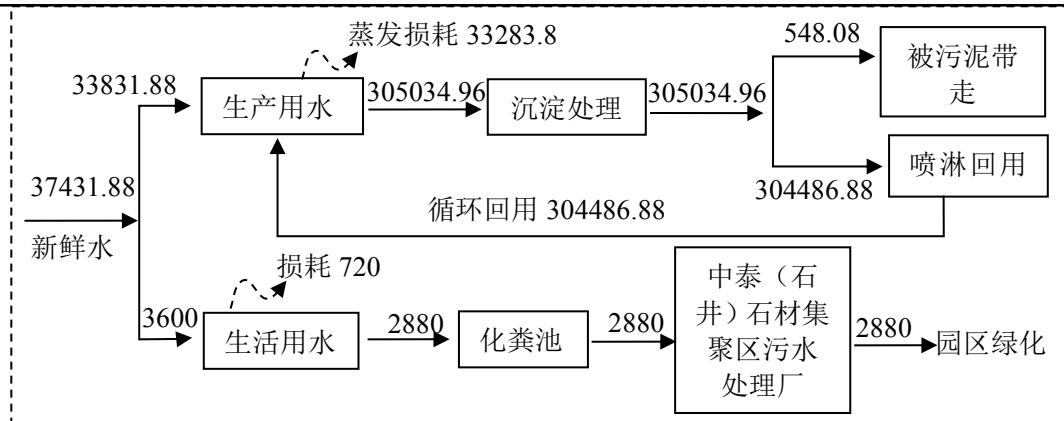 蒸发损耗 33283.8
548.08
被污泥带
走
33831.88
生产用水
305034.96
沉淀处理
305034.96
喷淋回用
304486.88
37431.88
新鲜水
循环回用 304486.88
损耗 720
3600
生活用水
2880
化粪池
2880
中泰（石
井）石材集
聚区污水
处理厂
2880
园区绿化